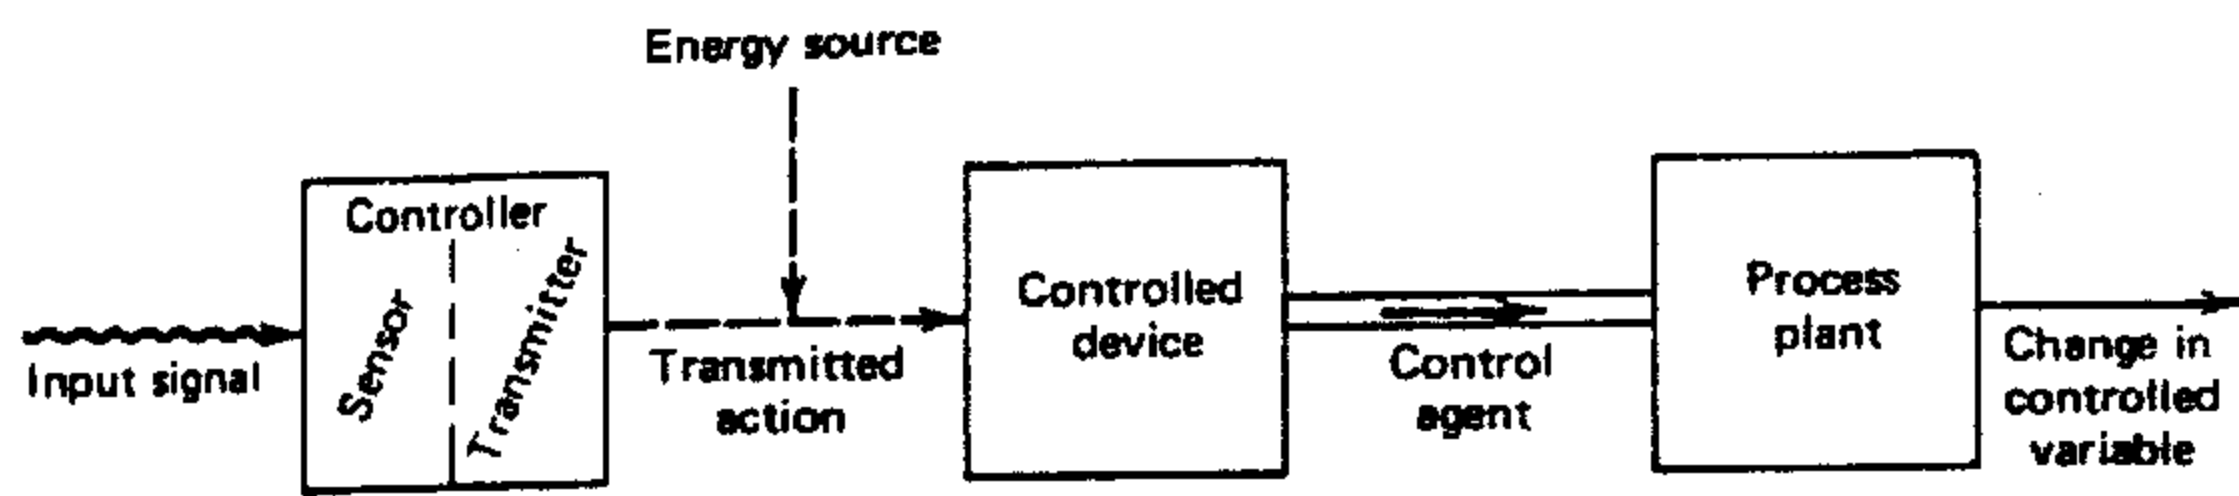 Energy source
Controller
Sensor
Transmitter
Input signal
Transmitted
action
Controlled
device
Control
agent
Process
plant
Change in
controlled
variable